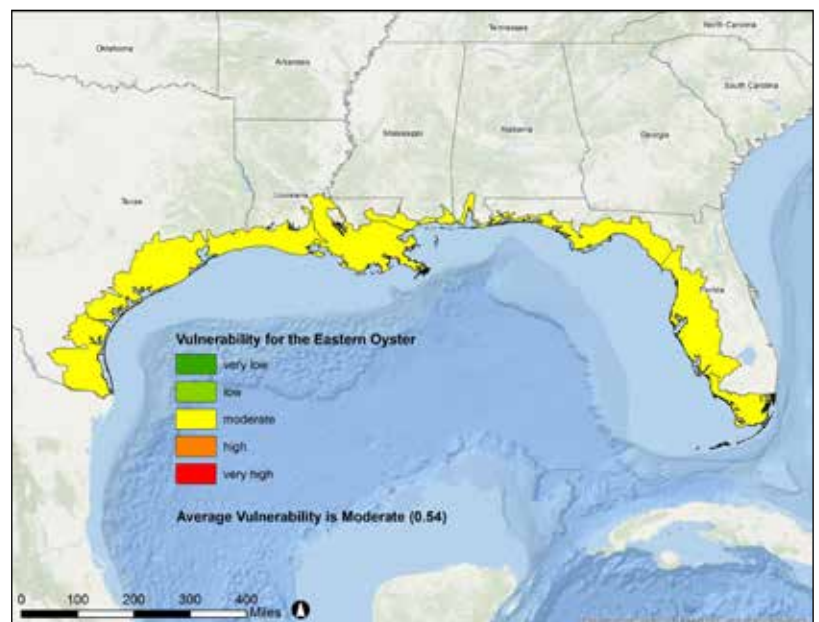 North Carolina
Tennessee
Oklahoma
Arkansas
South Carolina
Mississippi
Alabama
Georgia
Texas
Louisiana
Florida
Vulnerability for the Eastern Oyster
very low
low
moderate
high
very high
Average Vulnerability is Moderate (0.54)
0 100 200 300 400
Miles